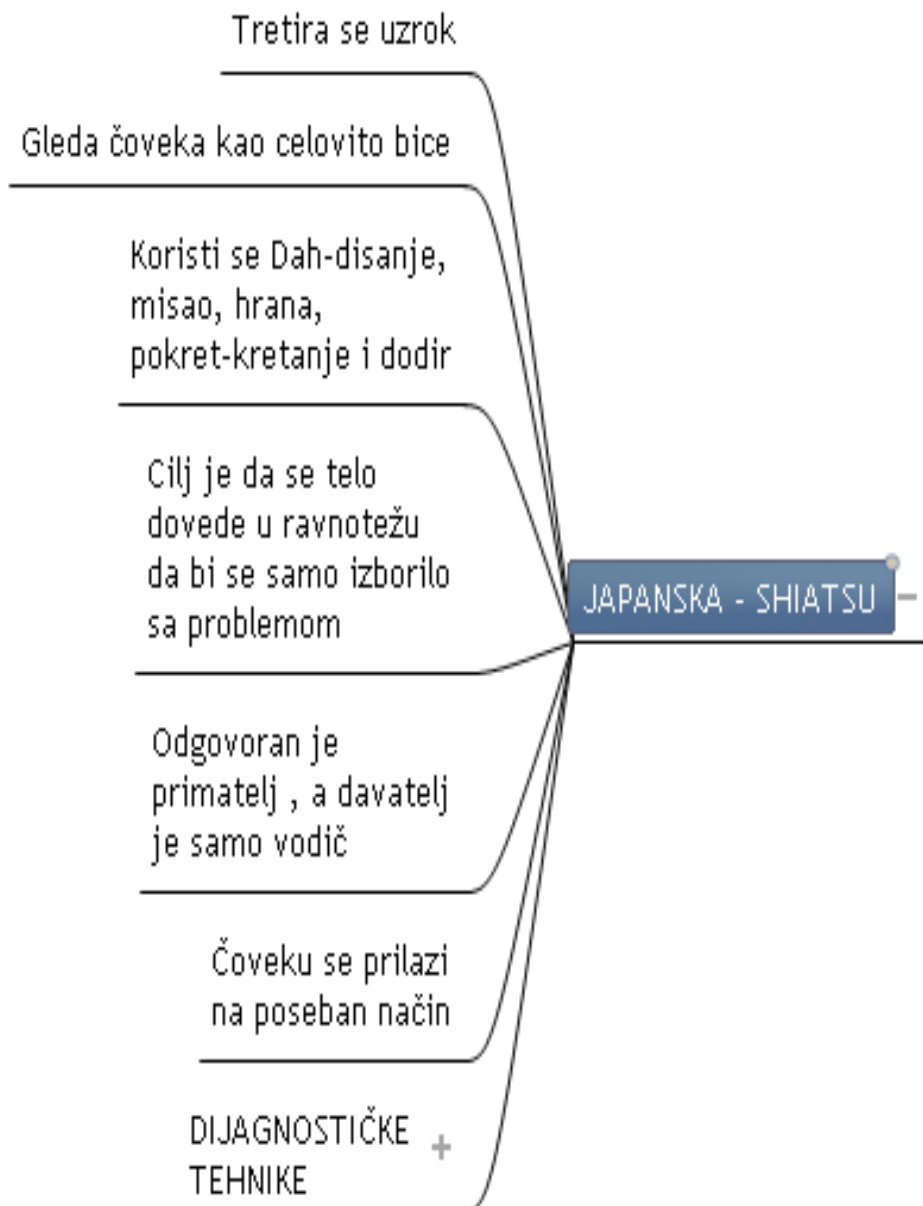 Tretira se uzrok
Gleda čoveka kao celovito bice
Koristi se Dah-disanje,
misao, hrana,
pokret-kretanje i dodir
Cilj je da se telo
dovede u ravnotežu
da bi se samo izborilo
sa problemom
JAPANSKA - SHIATSU
Odgovoran je
primatelj , a davatelj
je samo vodič
Čoveku se prilazi
na poseban način
DIJAGNOSTIČKE
TEHNIKE